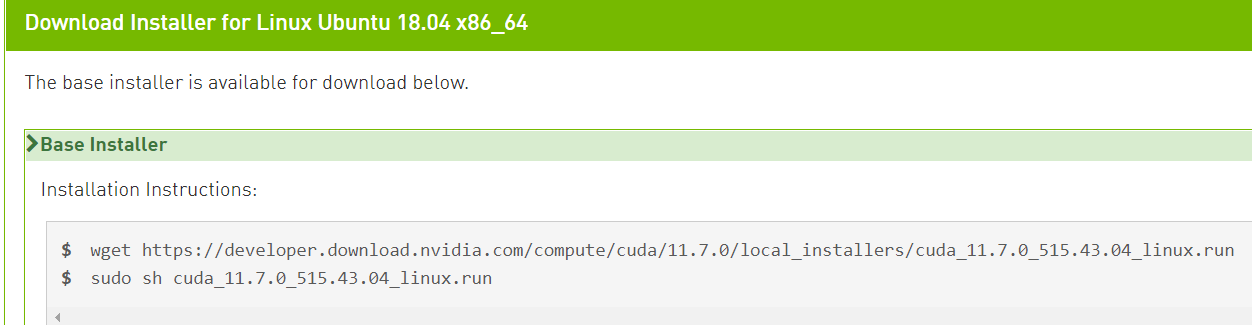 Download Installer for Linux Ubuntu 18.04 x86_64
The base installer is available for download below.
Base Installer
Installation Instructions:
$ wget https://developer.download.nvidia.com/compute/cuda/11.7.0/local_installers/cuda_11.7.0_515.43.04_linux.run
$ sudo sh cuda_11.7.0_515.43.04_linux.run